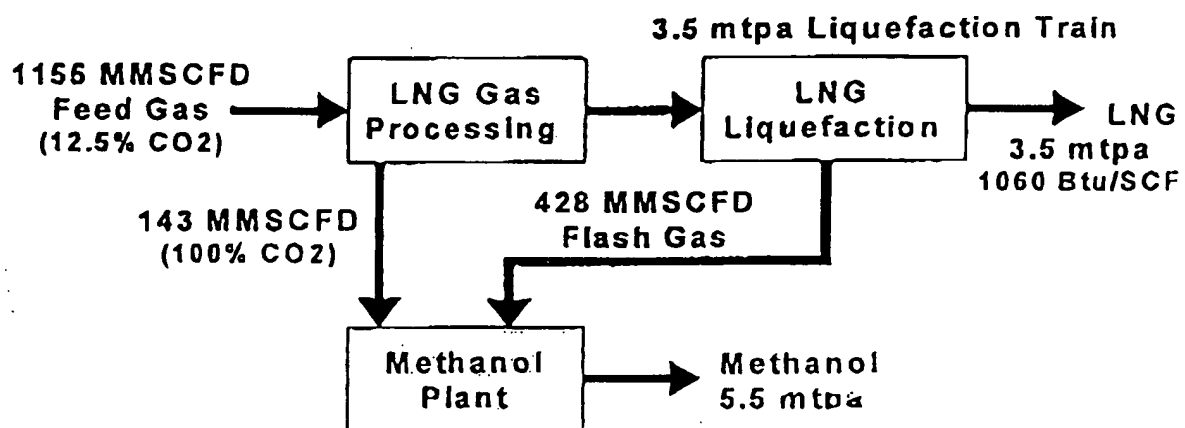 3.5 mtpa Liquefaction Train
1155 MMSCFD
Feed Gas
(12.5% CO2)
LNG Gas
Processing
LNG
Liquefaction
LNG
3.5 mtpa
1060 Btu/SCF
143 MMSCFD
(100% CO2)
428 MMSCFD
Flash Gas
Methanol
Plant
Methanol
5.5 mtpa